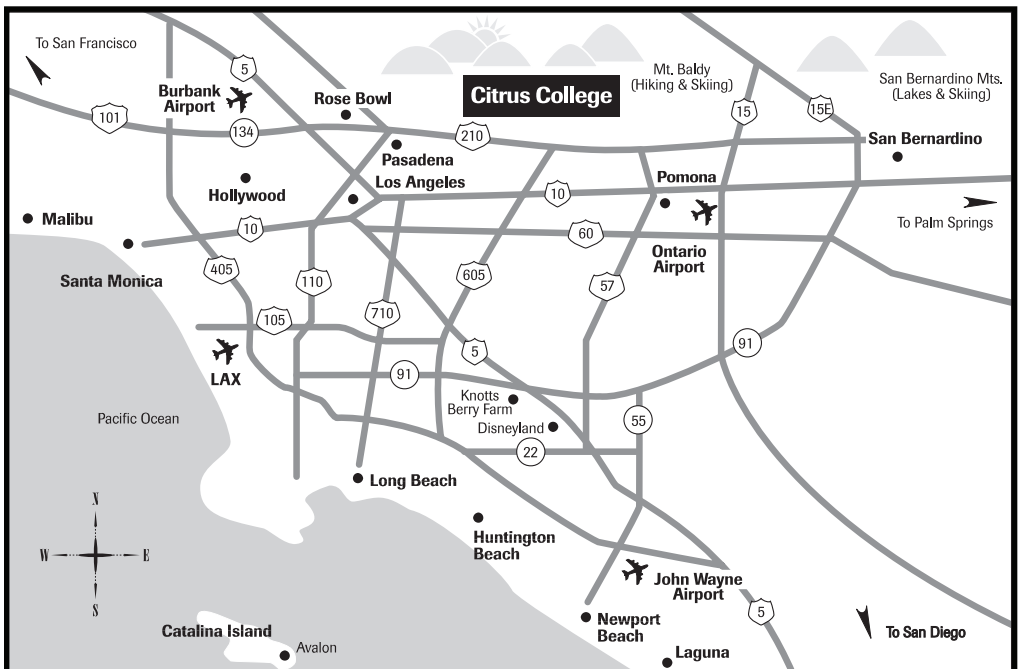 To San Francisco
Burbank
Airport
5
Rose Bowl
Citrus College
Mt. Baldy
(Hiking & Skiing)
San Bernardino Mts.
(Lakes & Skiing)
101
134
210
15
15E
San Bernardino
Pasadena
Hollywood
Los Angeles
10
Pomona
Malibu
10
60
To Palm Springs
Ontario
Airport
Santa Monica
405
110
605
57
105
710
LAX
5
91
91
Knotts
Berry Farm
Disneyland
55
22
Pacific Ocean
Long Beach
N
W
E
S
Huntington
Beach
John Wayne
Airport
Newport
Beach
5
To San Diego
Catalina Island
Avalon
Laguna